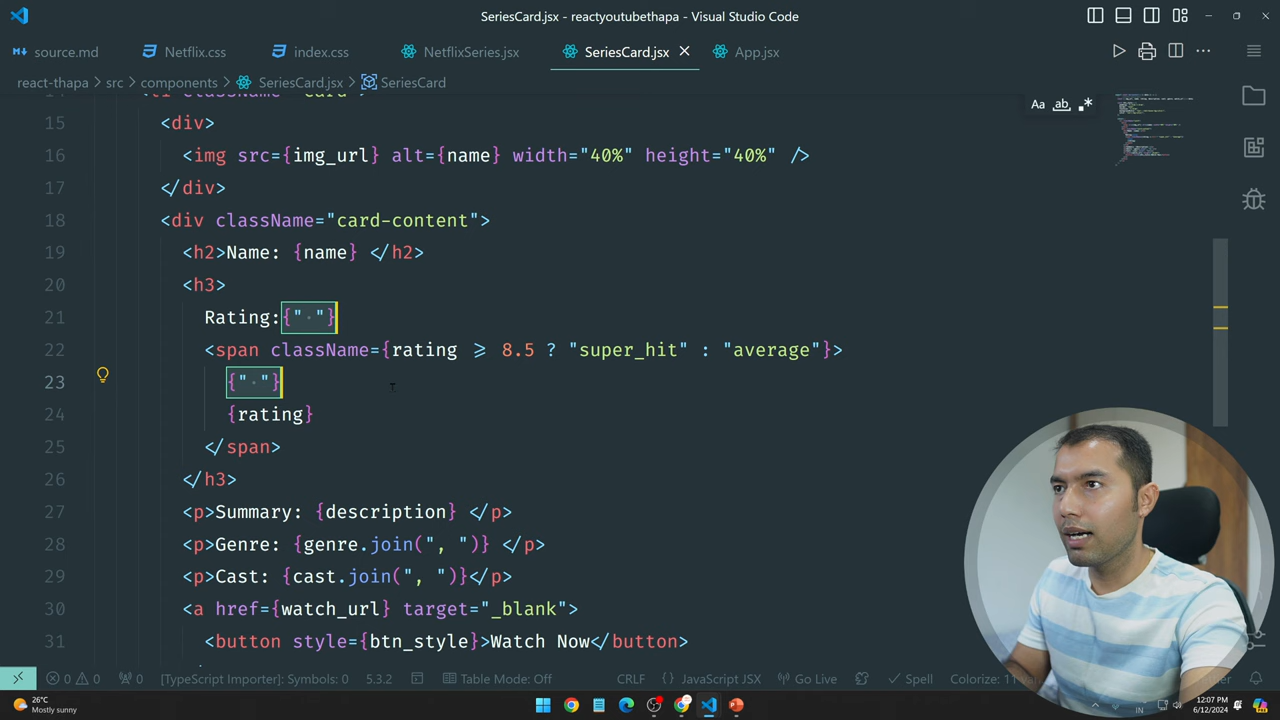 SeriesCard.jsx - reactyoutubethapa - Visual Studio Code
source.md Netflix.css index.css NetflixSeries.jsx SeriesCard.jsx App.jsx
react-thapa > src > components > SeriesCard.jsx > SeriesCard
Aa ab
15 <div>
16 <img src={img_url} alt={name} width="40%" height="40%" />
17 </div>
18 <div className="card-content">
19 <h2>Name: {name} </h2>
20 <h3>
21 Rating:{" "}
22 <span className={rating >= 8.5 ? "super_hit" : "average"}>
23 {" "}
24 {rating}
25 </span>
26 </h3>
27 <p>Summary: {description} </p>
28 <p>Genre: {genre.join(", ")} </p>
29 <p>Cast: {cast.join(", ")}</p>
30 <a href={watch_url} target="_blank">
31 <button style={btn_style}>Watch Now</button>
0 0 0 [TypeScript Importer]: Symbols: 0 5.3.2 Table Mode: Off CRLF {} JavaScript JSX Go Live Spell Colorize: 11
26°C
Mostly sunny
IN
12:07 PM
6/12/2024